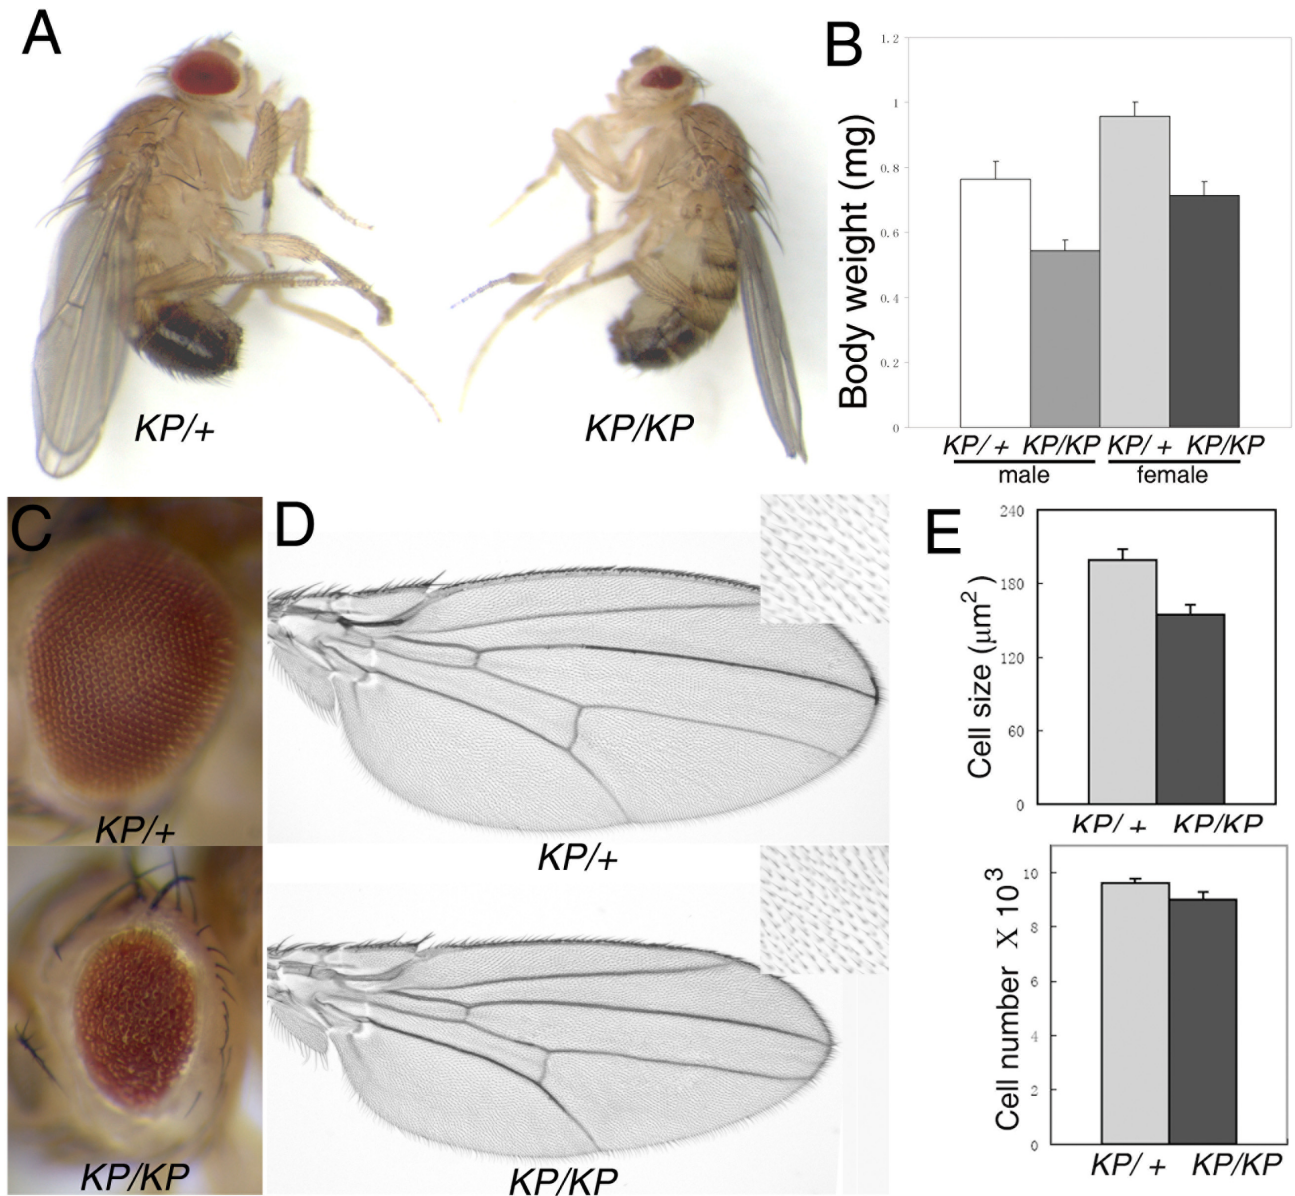 A
KP/+
KP/KP
B
Body weight (mg)
1.2
1
0.8
0.6
0.4
0.2
0
KP/+ KP/KP KP/+ KP/KP
male female
C
KP/+
KP/KP
D
KP/+
KP/KP
E
Cell size (μm²)
240
180
120
60
0
KP/+ KP/KP
Cell number X 10³
10
8
6
4
2
0
KP/+ KP/KP